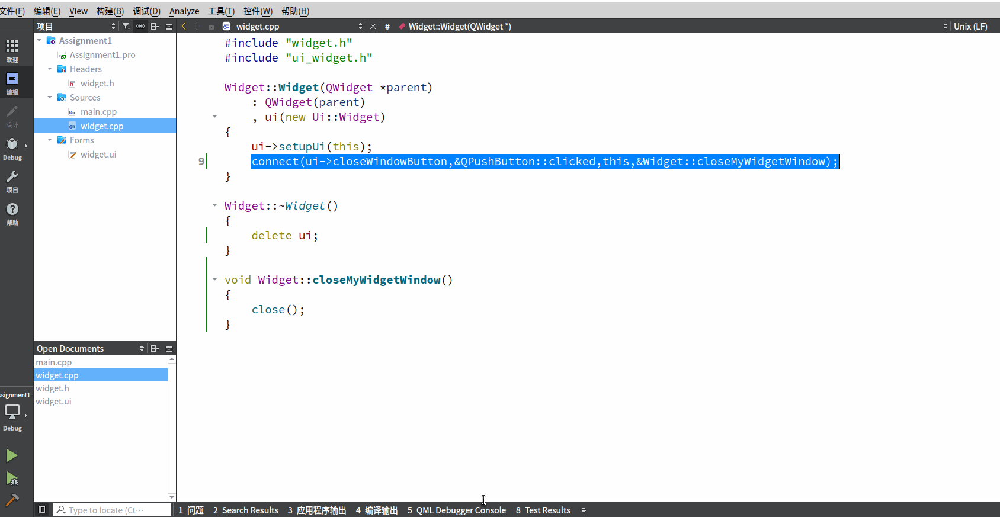 文件(F) 编辑(E) View 构建(B) 调试(D) Analyze 工具(T) 控件(W) 帮助(H)
项目
widget.cpp # Widget::Widget(QWidget *) Unix (LF)
欢迎
编辑
设计
Debug
项目
帮助
Assignment1
Assignment1.pro
Headers
widget.h
Sources
main.cpp
widget.cpp
Forms
widget.ui
#include "widget.h"
#include "ui_widget.h"
Widget::Widget(QWidget *parent)
: QWidget(parent)
, ui(new Ui::Widget)
{
ui->setupUi(this);
9 connect(ui->closeWindowButton,&QPushButton::clicked,this,&Widget::closeMyWidgetWindow);
}
Widget::~Widget()
{
delete ui;
}
void Widget::closeMyWidgetWindow()
{
close();
}
Open Documents
main.cpp
widget.cpp
widget.h
widget.ui
ssignment1
Debug
Type to locate (Ct...
1 问题 2 Search Results 3 应用程序输出 4 编译输出 5 QML Debugger Console 8 Test Results